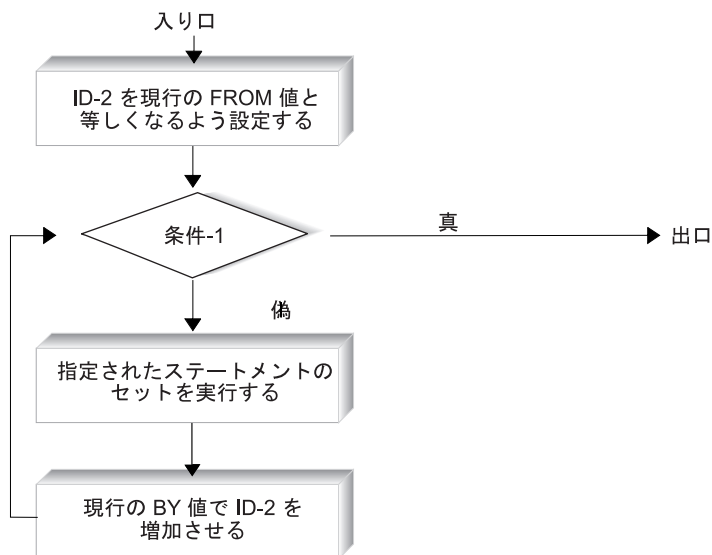 入り口
ID-2 を現行の FROM 値と
等しくなるよう設定する
条件-1
真
出口
偽
指定されたステートメントの
セットを実行する
現行の BY 値で ID-2 を
増加させる